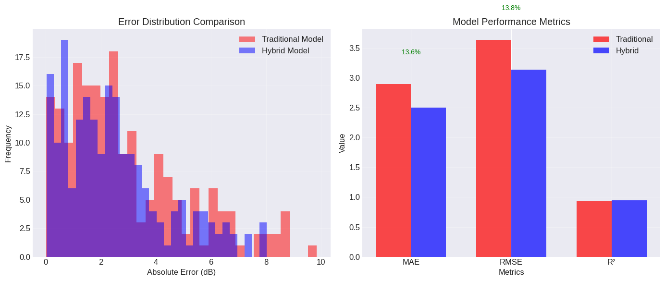 Error Distribution Comparison
Traditional Model
Hybrid Model
Frequency
17.5
15.0
12.5
10.0
7.5
5.0
2.5
0.0
0
2
4
6
8
10
Absolute Error (dB)
13.8%
Model Performance Metrics
Traditional
Hybrid
13.6%
Value
3.5
3.0
2.5
2.0
1.5
1.0
0.5
0.0
MAE
RMSE
R²
Metrics